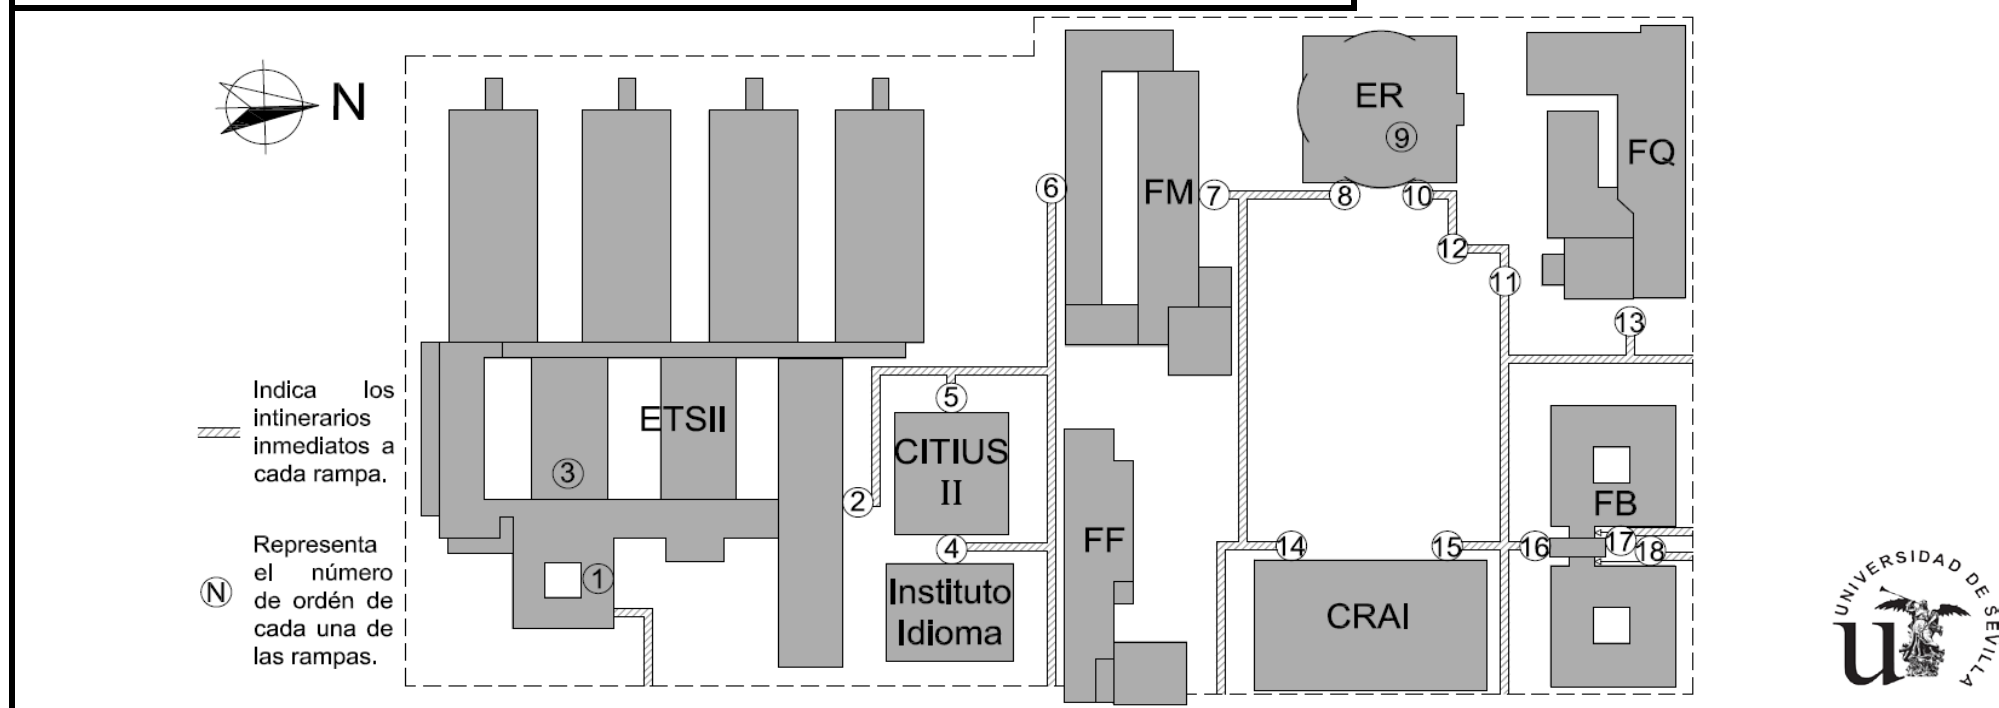 N
Indica los
intinerarios
inmediatos a
cada rampa.
N
Representa
el número
de ordén de
cada una de
las rampas.
ETSII
3
1
2
CITIUS
II
5
4
Instituto
Idioma
6
FM
7
FF
ER
9
8
10
12
11
FQ
13
14
15
16
17
18
CRAI
FB
UNIVERSIDAD DE SEVILLA
u